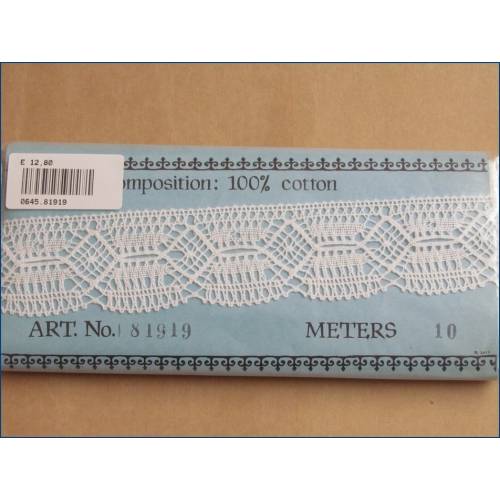 E 12,80
0645.81919
omposition: 100% cotton
ART. No. 81919 METERS 10